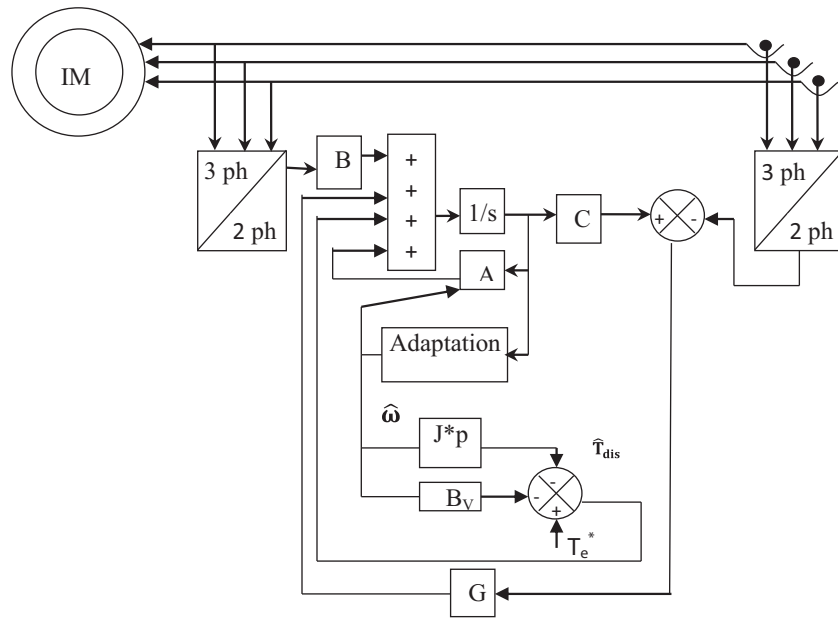 IM
3 ph
2 ph
B
+
+
+
+
1/s
C
+
-
3 ph
2 ph
A
Adaptation
ω̂
J*p
T̂dis
-
-
+
BV
Te*
G